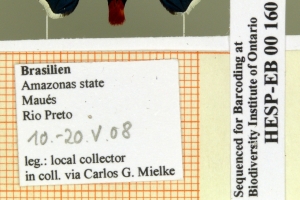 Brasilien
Amazonas state
Maués
Rio Preto
10.-20.V.08
leg.: local collector
in coll. via Carlos G. Mielke
Sequenced for Barcoding at
Biodiversity Institute of Ontario
HESP-EB 00 160